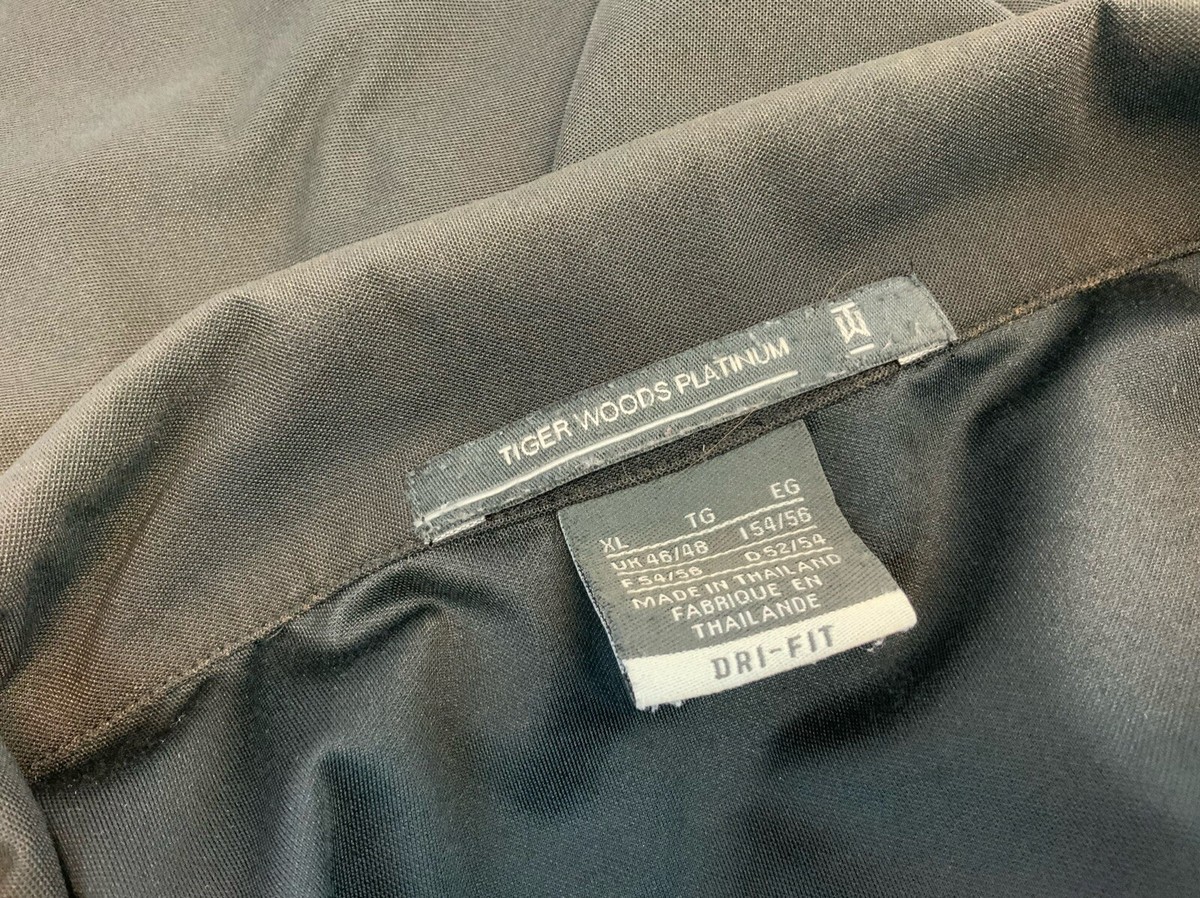 TIGER WOODS PLATINUM TW
XL TG EG
UK 46/48 I 54/56
F 54/56 D 52/54
MADE IN THAILAND
FABRIQUE EN
THAILANDE
DRI-FIT